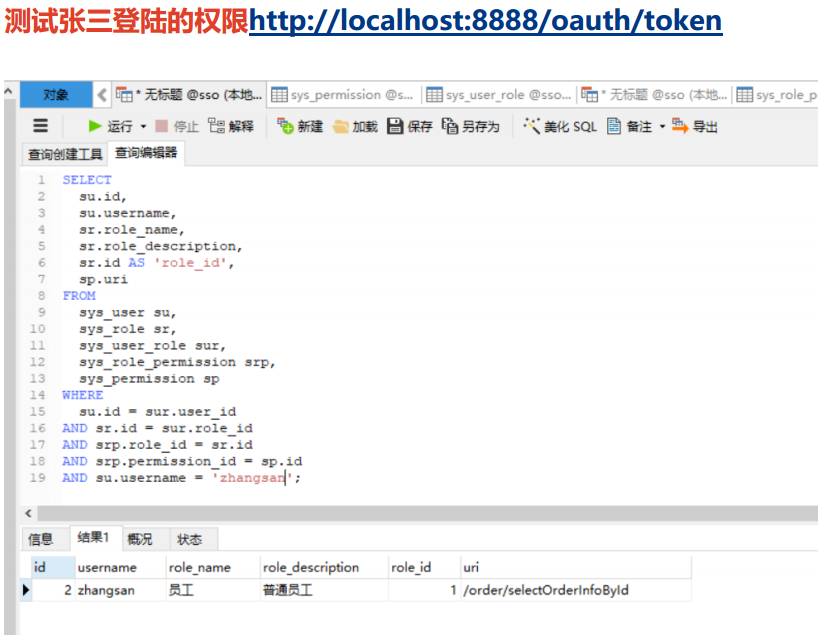 测试张三登陆的权限http://localhost:8888/oauth/token
对象 * 无标题 @sso (本地... sys_permission @s... sys_user_role @sso... * 无标题 @sso (本地... sys_role_p
运行 停止 解释 新建 加载 保存 另存为 美化 SQL 备注 导出
查询创建工具 查询编辑器
1 SELECT
2 su.id,
3 su.username,
4 sr.role_name,
5 sr.role_description,
6 sr.id AS 'role_id',
7 sp.uri
8 FROM
9 sys_user su,
10 sys_role sr,
11 sys_user_role sur,
12 sys_role_permission srp,
13 sys_permission sp
14 WHERE
15 su.id = sur.user_id
16 AND sr.id = sur.role_id
17 AND srp.role_id = sr.id
18 AND srp.permission_id = sp.id
19 AND su.username = 'zhangsan';
信息 结果1 概况 状态
id username role_name role_description role_id uri
2 zhangsan 员工 普通员工 1 /order/selectOrderInfoById